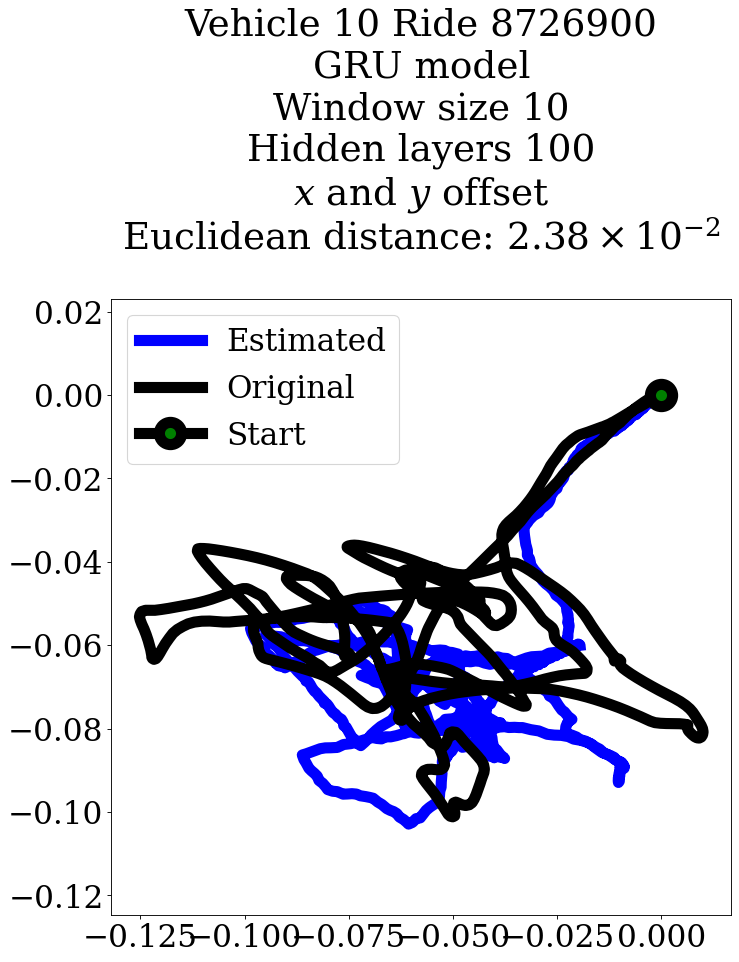 Vehicle 10 Ride 8726900
GRU model
Window size 10
Hidden layers 100
x and y offset
Euclidean distance: 2.38 × 10⁻²
Estimated
Original
Start
0.02
0.00
−0.02
−0.04
−0.06
−0.08
−0.10
−0.12
−0.125 −0.100 −0.075 −0.050 −0.025 0.000